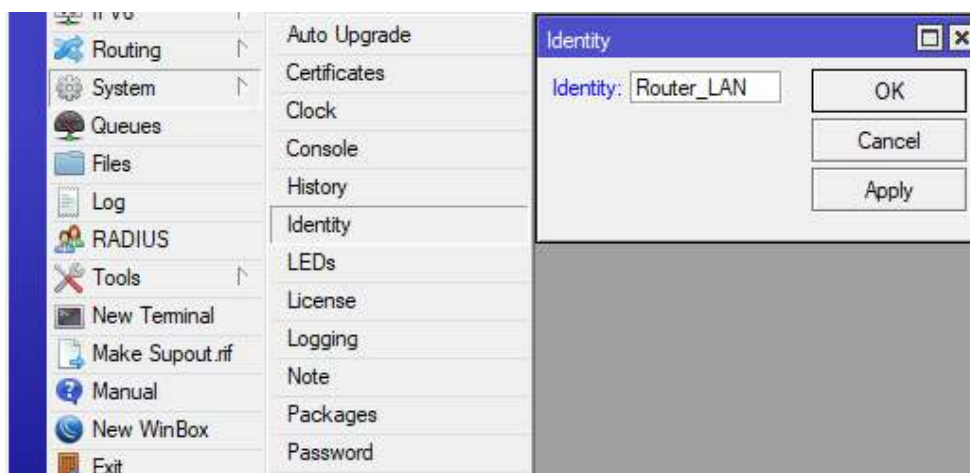 IPv6
Routing
System
Queues
Files
Log
RADIUS
Tools
New Terminal
Make Supout.rif
Manual
New WinBox
Exit
Auto Upgrade
Certificates
Clock
Console
History
Identity
LEDs
License
Logging
Note
Packages
Password
Identity
Identity: Router_LAN
OK
Cancel
Apply